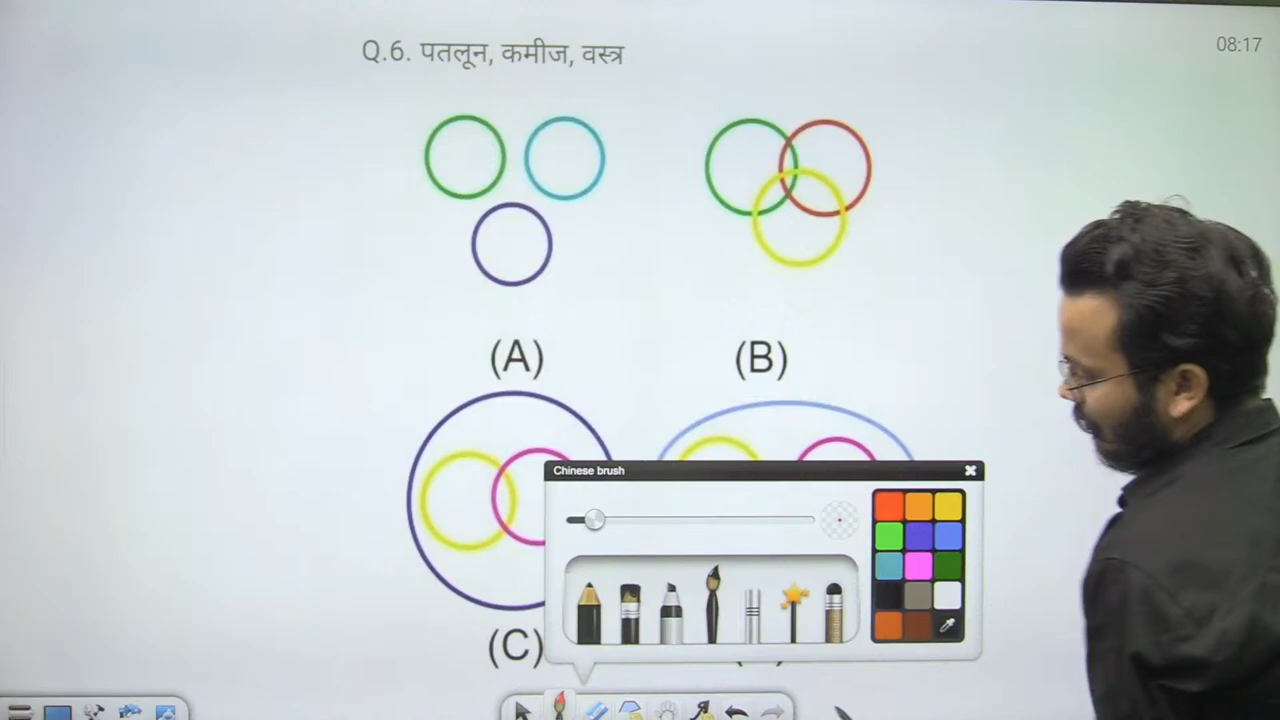 Q.6. पतलून, कमीज, वस्त्र
08:17
(A)
(B)
Chinese brush
(C)